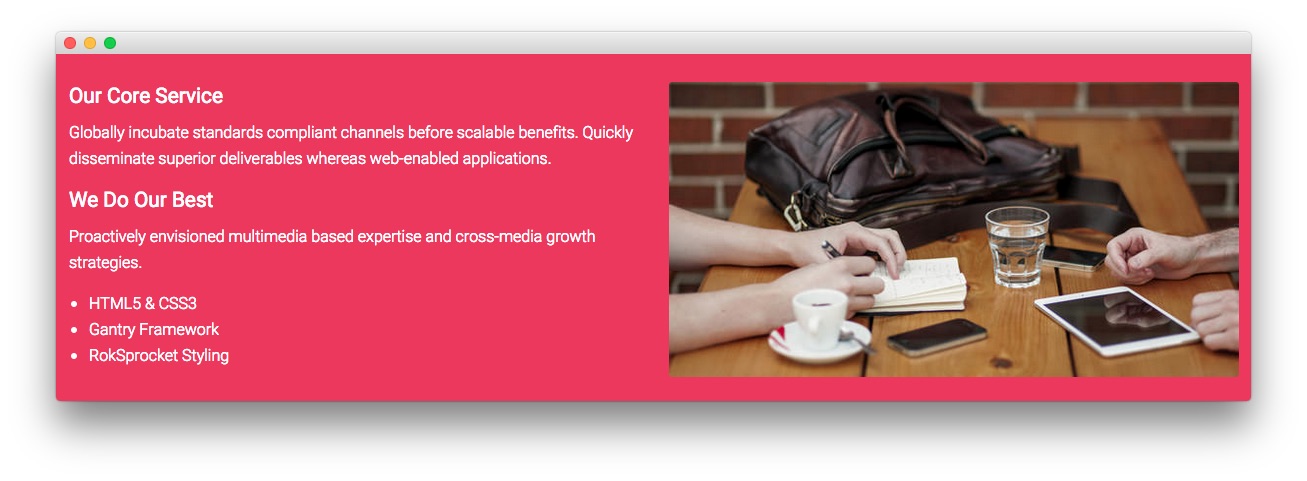 Our Core Service
Globally incubate standards compliant channels before scalable benefits. Quickly
disseminate superior deliverables whereas web-enabled applications.
We Do Our Best
Proactively envisioned multimedia based expertise and cross-media growth
strategies.
• HTML5 & CSS3
• Gantry Framework
• RokSprocket Styling